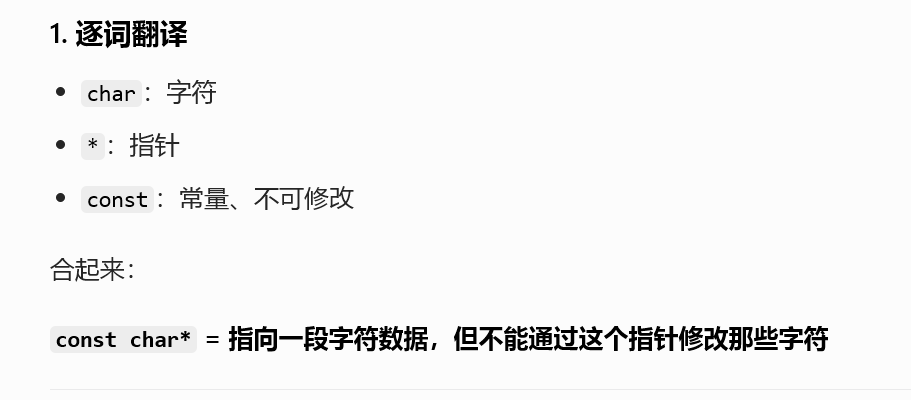 1. 逐词翻译
• char：字符
• *：指针
• const：常量、不可修改
合起来：
const char* = 指向一段字符数据，但不能通过这个指针修改那些字符